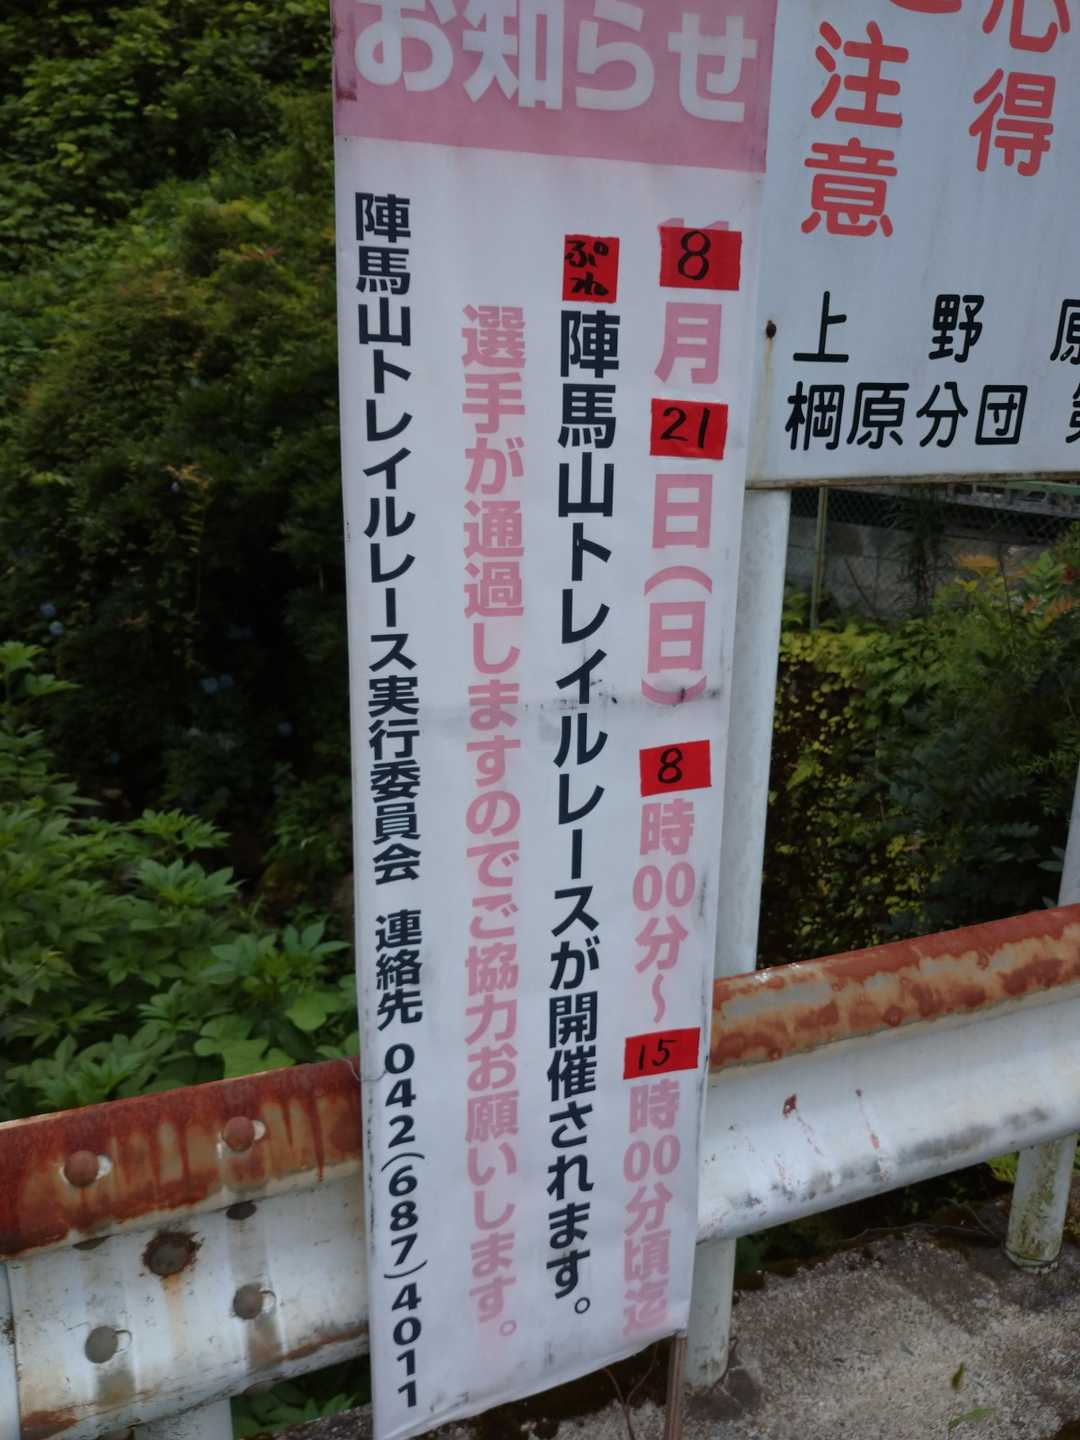 お知らせ
8月21日(日)8時00分〜15時00分頃迄
ぷれ陣馬山トレイルレースが開催されます。
選手が通過しますのでご協力お願いします。
陣馬山トレイルレース実行委員会 連絡先 042(687)4011
心得
注意
上野原
棡原分団